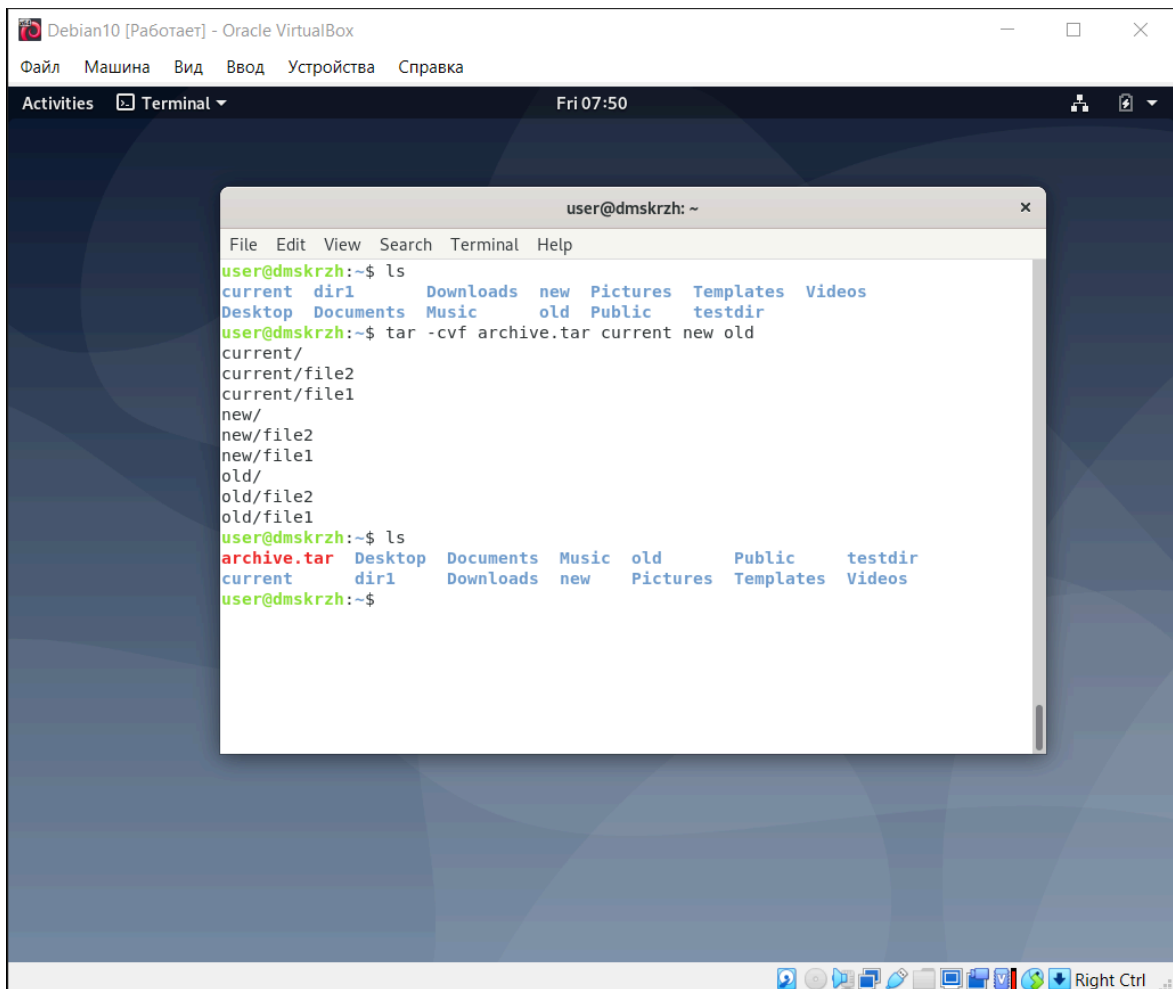 Debian10 [Работает] - Oracle VirtualBox
Файл Машина Вид Ввод Устройства Справка
Activities Terminal Fri 07:50
user@dmskrzh: ~
File Edit View Search Terminal Help
user@dmskrzh:~$ ls
current dir1 Downloads new Pictures Templates Videos
Desktop Documents Music old Public testdir
user@dmskrzh:~$ tar -cvf archive.tar current new old
current/
current/file2
current/file1
new/
new/file2
new/file1
old/
old/file2
old/file1
user@dmskrzh:~$ ls
archive.tar Desktop Documents Music old Public testdir
current dir1 Downloads new Pictures Templates Videos
user@dmskrzh:~$
Right Ctrl